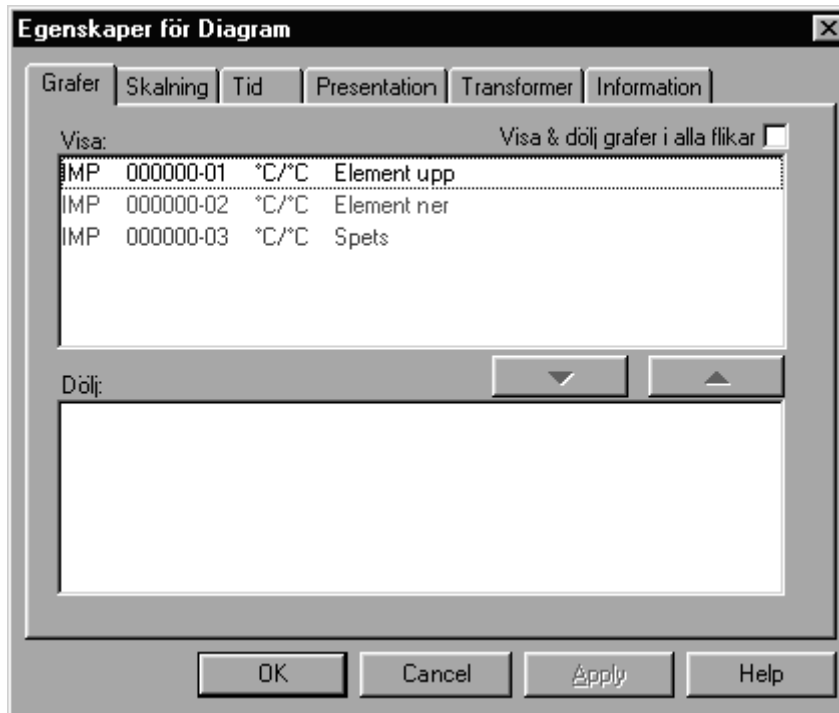 Egenskaper för Diagram
Grafer Skalning Tid Presentation Transformer Information
Visa: Visa & dölj grafer i alla flikar
IMP 000000-01 °C/°C Element upp
IMP 000000-02 °C/°C Element ner
IMP 000000-03 °C/°C Spets
Dölj:
OK Cancel Apply Help